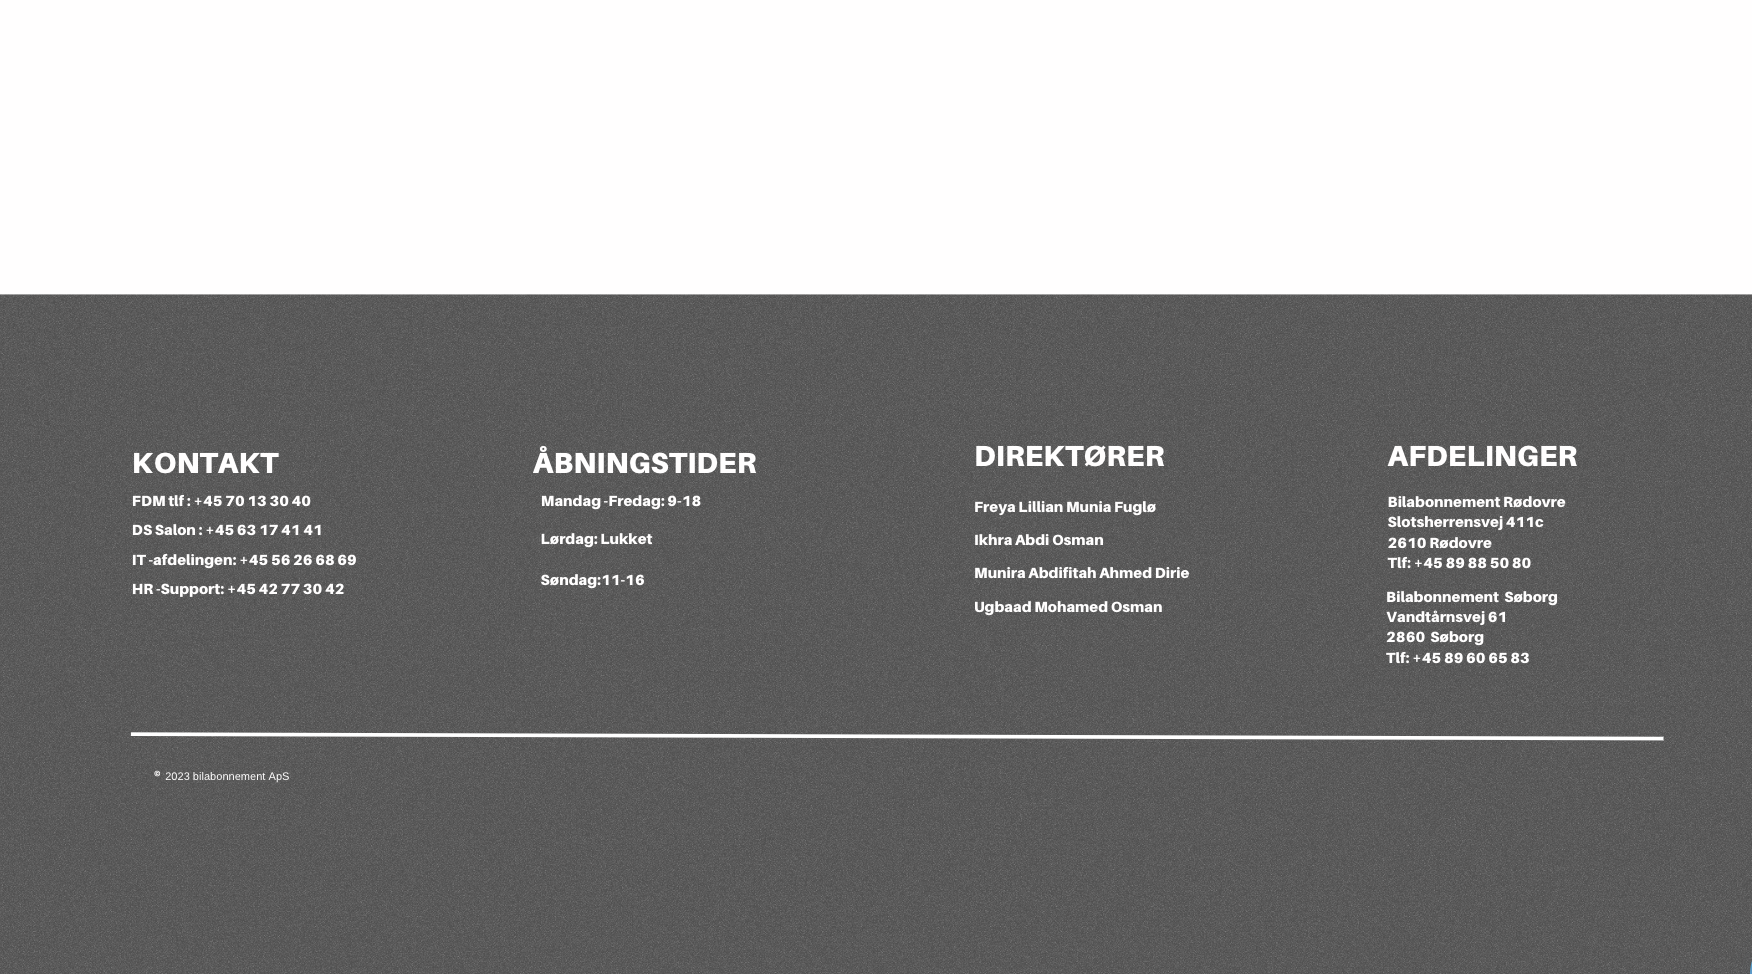 KONTAKT
FDM tlf : +45 70 13 30 40
DS Salon : +45 63 17 41 41
IT -afdelingen: +45 56 26 68 69
HR -Support: +45 42 77 30 42
ÅBNINGSTIDER
Mandag -Fredag: 9-18
Lørdag: Lukket
Søndag:11-16
DIREKTØRER
Freya Lillian Munia Fuglø
Ikhra Abdi Osman
Munira Abdifitah Ahmed Dirie
Ugbaad Mohamed Osman
AFDELINGER
Bilabonnement Rødovre
Slotsherrensvej 411c
2610 Rødovre
Tlf: +45 89 88 50 80
Bilabonnement Søborg
Vandtårnsvej 61
2860 Søborg
Tlf: +45 89 60 65 83
© 2023 bilabonnement ApS